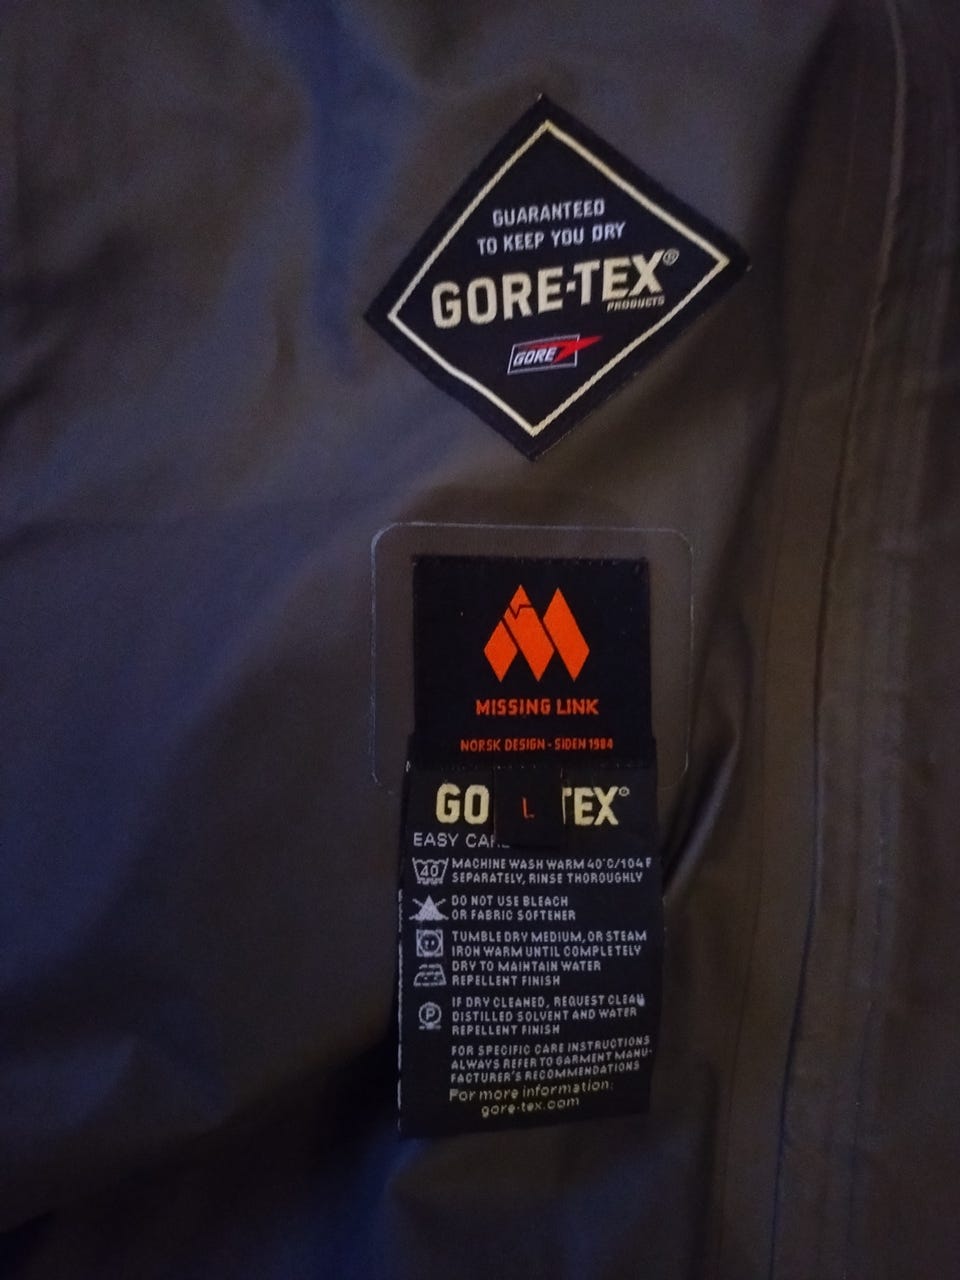 GUARANTEED
TO KEEP YOU DRY
GORE-TEX®
PRODUCTS
GORE
MISSING LINK
NORSK DESIGN - SIDEN 1984
GO TEX®
L
EASY CARE
40
MACHINE WASH WARM 40°C/104 F
SEPARATELY, RINSE THOROUGHLY
DO NOT USE BLEACH
OR FABRIC SOFTENER
TUMBLE DRY MEDIUM, OR STEAM
IRON WARM UNTIL COMPLETELY
DRY TO MAINTAIN WATER
REPELLENT FINISH
P
IF DRY CLEANED, REQUEST CLEAN
DISTILLED SOLVENT AND WATER
REPELLENT FINISH
FOR SPECIFIC CARE INSTRUCTIONS
ALWAYS REFER TO GARMENT MANU-
FACTURER'S RECOMMENDATIONS
For more information:
gore-tex.com